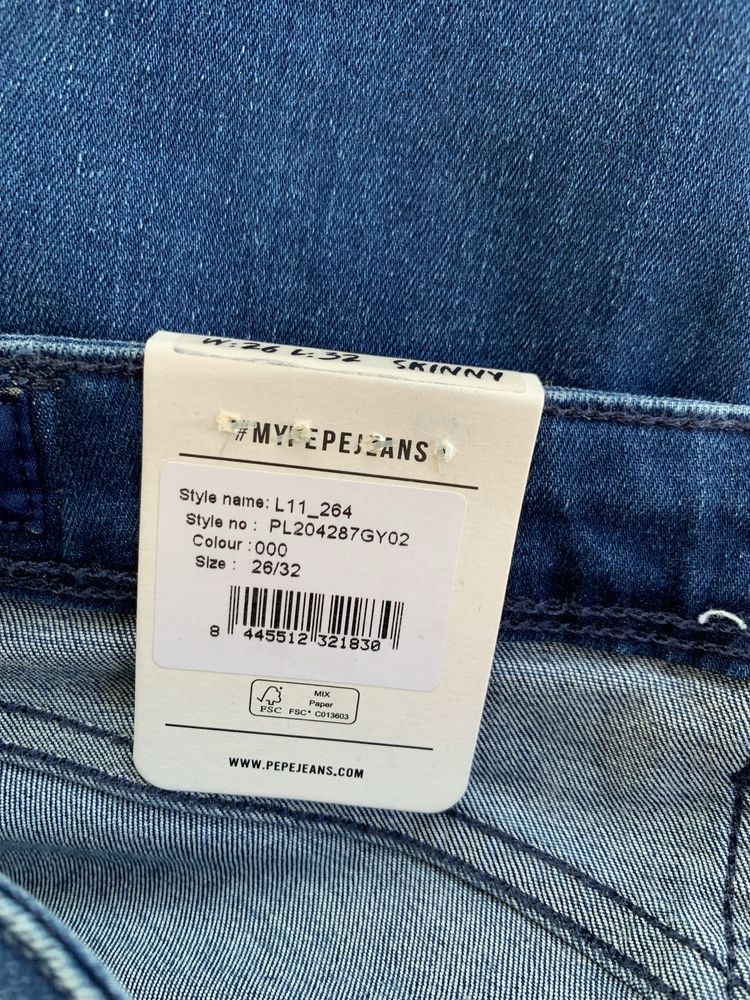 W:26 L:32 SKINNY
#MYPEPEJEANS
Style name: L11_264
Style no : PL204287GY02
Colour : 000
Size : 26/32
8 445512 321830
FSC
MIX
Paper
FSC® C013603
WWW.PEPEJEANS.COM